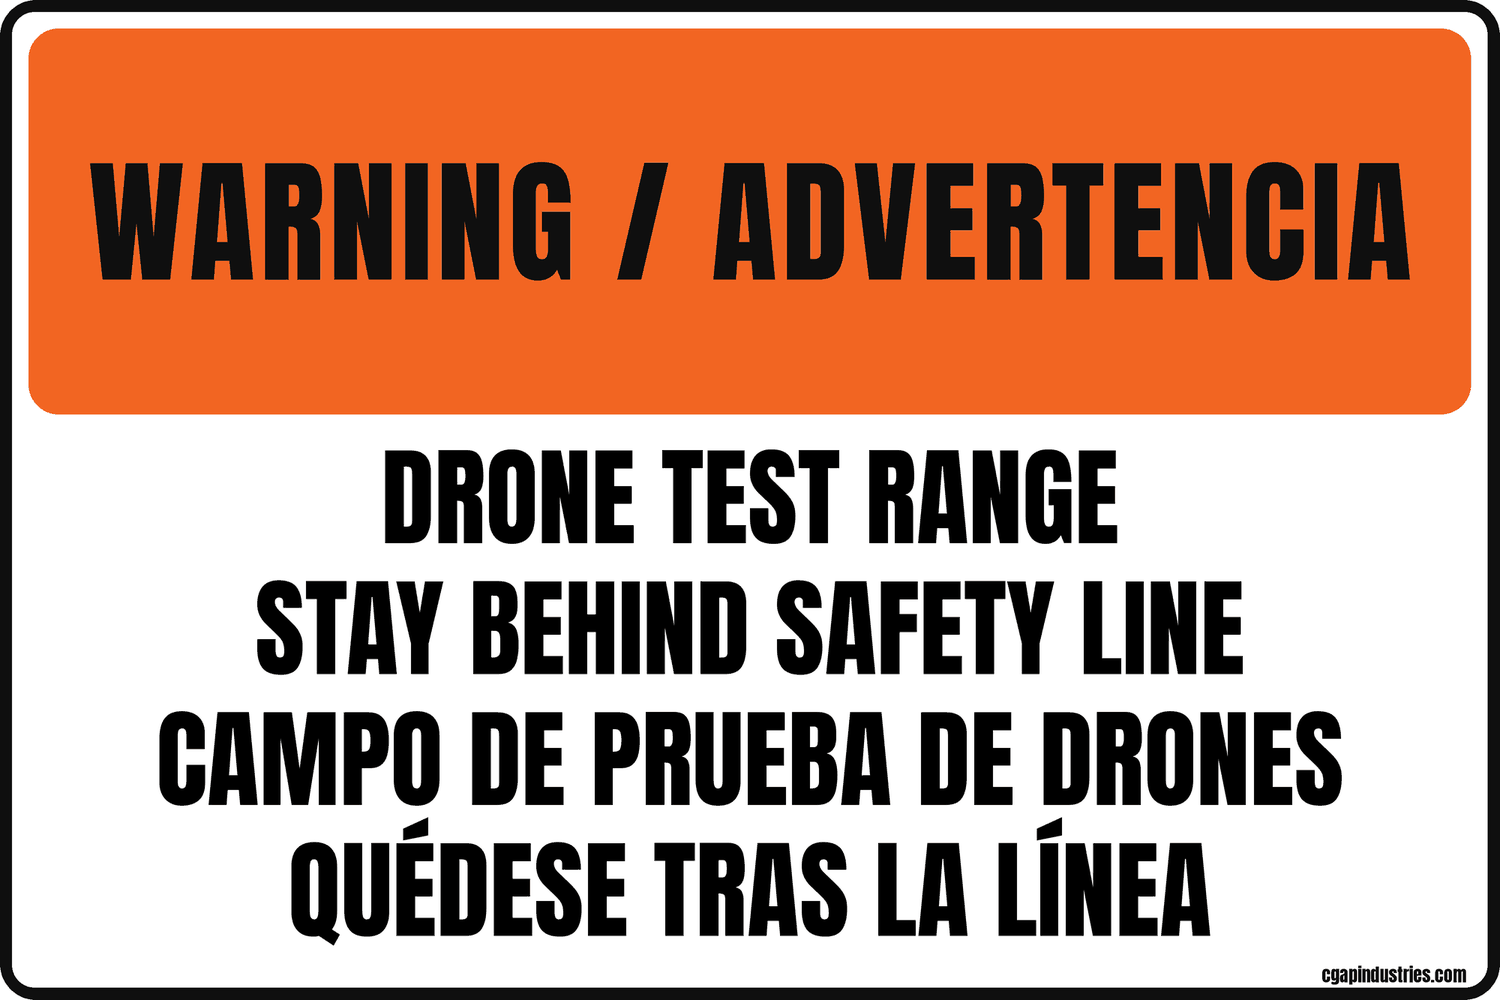 WARNING / ADVERTENCIA
DRONE TEST RANGE
STAY BEHIND SAFETY LINE
CAMPO DE PRUEBA DE DRONES
QUÉDESE TRAS LA LÍNEA
cgapindustries.com